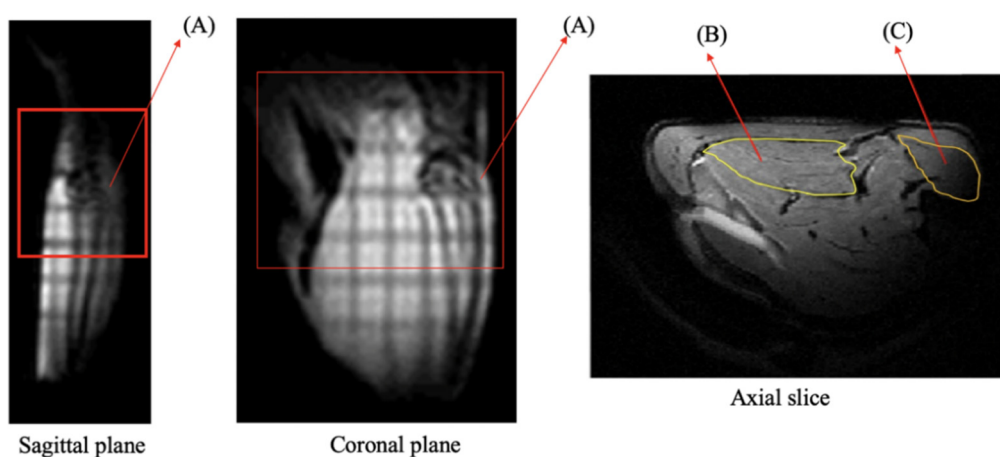 (A)
(A)
(B)
(C)
Sagittal plane
Coronal plane
Axial slice